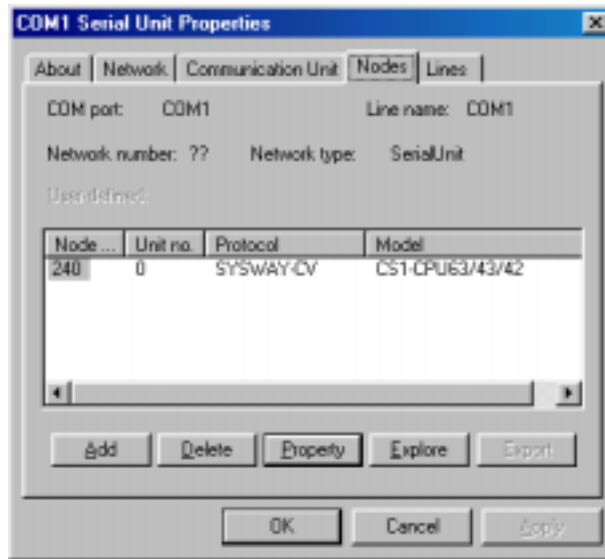 COM1 Serial Unit Properties
About Network Communication Unit Nodes Lines
COM port: COM1 Line name: COM1
Network number: ?? Network type: SerialUnit
User-defined
Node ... Unit no. Protocol Model
240 0 SYSWAY-CV CS1-CPU63/43/42
Add Delete Property Explore Export
OK Cancel Apply